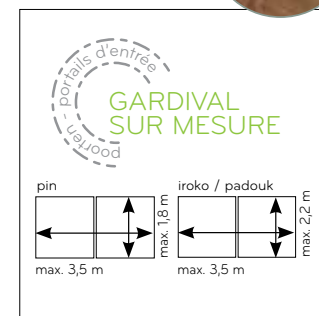 poorten - portails d'entrée
GARDIVAL
SUR MESURE
pin
max. 1,8 m
max. 3,5 m
iroko / padouk
max. 2,2 m
max. 3,5 m